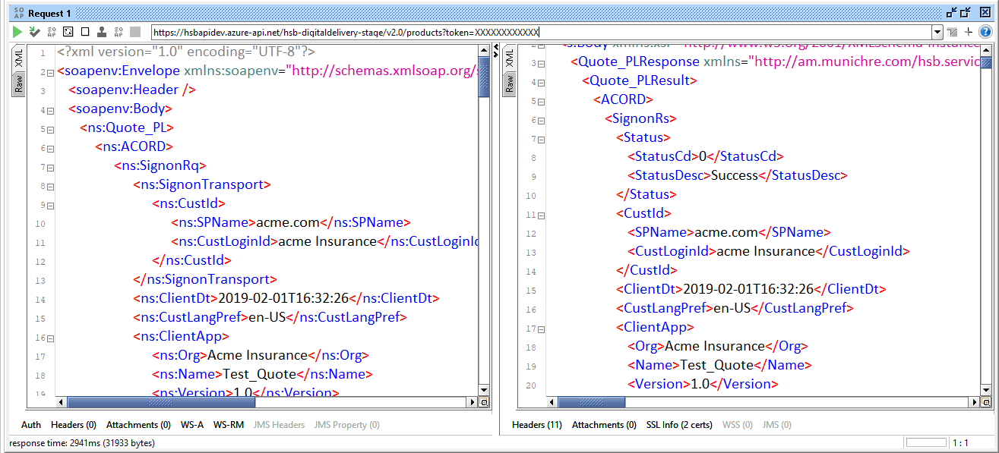 SO AP Request 1
https://hsbapidev.azure-api.net/hsb-digitaldelivery-stage/v2.0/products?token=XXXXXXXXXXXXX
XML
Raw
1 <?xml version="1.0" encoding="UTF-8"?>
2 <soapenv:Envelope xmlns:soapenv="http://schemas.xmlsoap.org/
3 <soapenv:Header />
4 <soapenv:Body>
5 <ns:Quote_PL>
6 <ns:ACORD>
7 <ns:SignonRq>
8 <ns:SignonTransport>
9 <ns:CustId>
10 <ns:SPName>acme.com</ns:SPName>
11 <ns:CustLoginId>acme Insurance</ns:CustLoginId
12 </ns:CustId>
13 </ns:SignonTransport>
14 <ns:ClientDt>2019-02-01T16:32:26</ns:ClientDt>
15 <ns:CustLangPref>en-US</ns:CustLangPref>
16 <ns:ClientApp>
17 <ns:Org>Acme Insurance</ns:Org>
18 <ns:Name>Test_Quote</ns:Name>
19 <ns:Version>1.0</ns:Version>
Auth Headers (0) Attachments (0) WS-A WS-RM JMS Headers JMS Property (0)
XML
Raw
2 <s:Body xmlns:xsi="http://www.w3.org/2001/XMLSchema-instance
3 <Quote_PLResponse xmlns="http://am.munichre.com/hsb.servic
4 <Quote_PLResult>
5 <ACORD>
6 <SignonRs>
7 <Status>
8 <StatusCd>0</StatusCd>
9 <StatusDesc>Success</StatusDesc>
10 </Status>
11 <CustId>
12 <SPName>acme.com</SPName>
13 <CustLoginId>acme Insurance</CustLoginId>
14 </CustId>
15 <ClientDt>2019-02-01T16:32:26</ClientDt>
16 <CustLangPref>en-US</CustLangPref>
17 <ClientApp>
18 <Org>Acme Insurance</Org>
19 <Name>Test_Quote</Name>
20 <Version>1.0</Version>
Headers (11) Attachments (0) SSL Info (2 certs) WSS (0) JMS (0)
response time: 2941ms (31933 bytes)
1 : 1